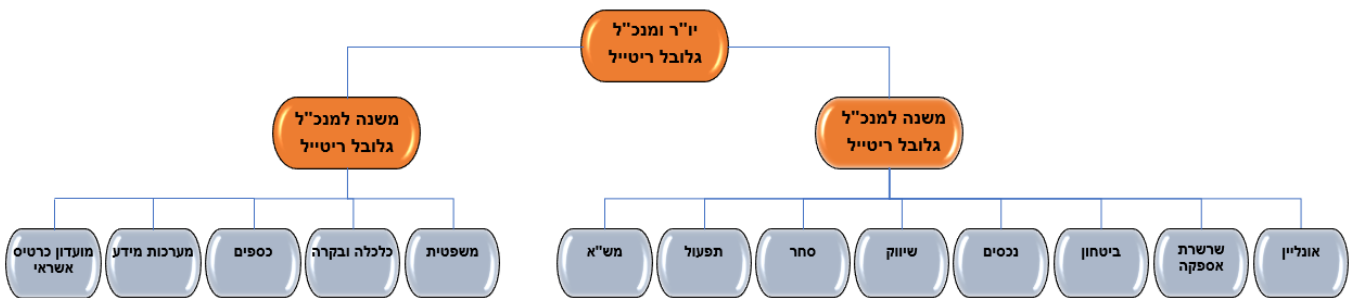 יו"ר ומנכ"ל
גלובל ריטייל
משנה למנכ"ל
גלובל ריטייל
משנה למנכ"ל
גלובל ריטייל
אונליין
שרשרת
אספקה
ביטחון
נכסים
שיווק
סחר
תפעול
מש"א
משפטית
כלכלה ובקרה
כספים
מערכות מידע
מועדון כרטיס
אשראי